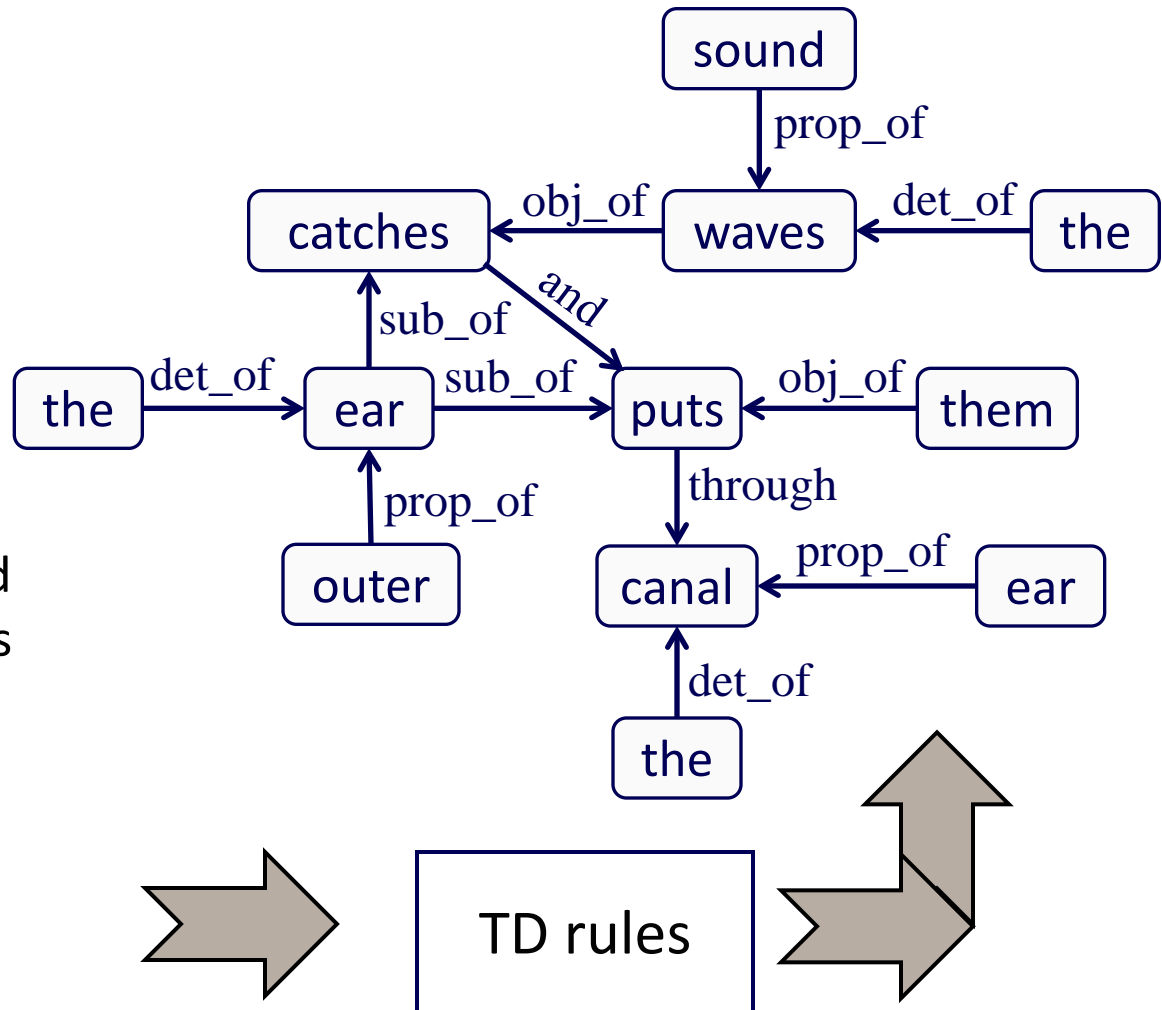 sound
prop_of
catches obj_of waves det_of the
and
sub_of
the det_of ear sub_of puts obj_of them
prop_of through
outer canal prop_of ear
det_of
the
TD rules